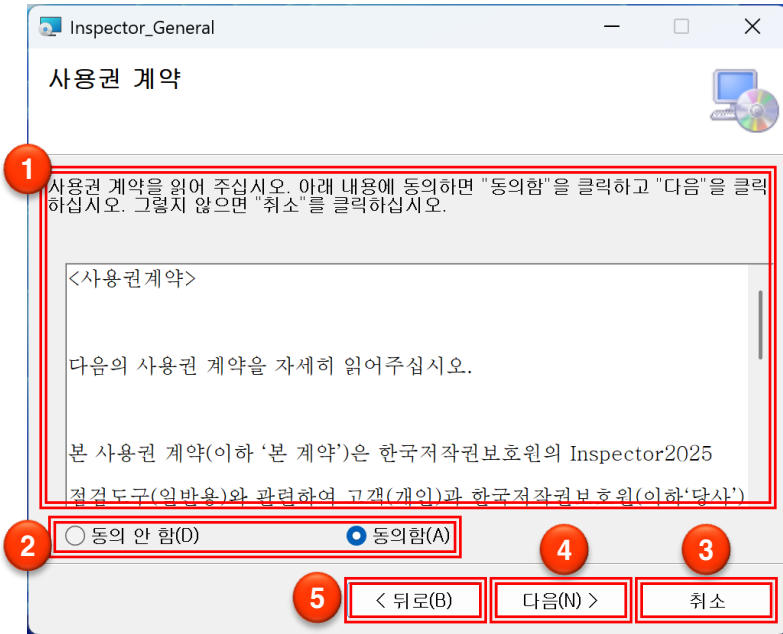 Inspector_General
사용권 계약
1
사용권 계약을 읽어 주십시오. 아래 내용에 동의하면 "동의함"을 클릭하고 "다음"을 클릭
하십시오. 그렇지 않으면 "취소"를 클릭하십시오.
<사용권계약>
다음의 사용권 계약을 자세히 읽어주십시오.
본 사용권 계약(이하 ‘본 계약’)은 한국저작권보호원의 Inspector2025
점검도구(일반용)와 관련하여 고객(개인)과 한국저작권보호원(이하‘당사’)
2
동의 안 함(D) 동의함(A)
5 4 3
< 뒤로(B) 다음(N) > 취소